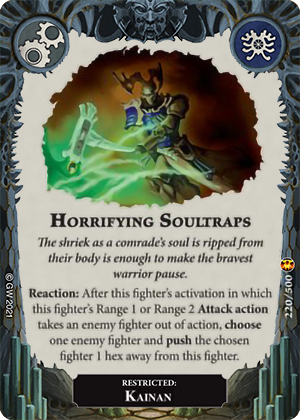 HORRIFYING SOULTRAPS
The shriek as a comrade's soul is ripped from
their body is enough to make the bravest
warrior pause.
Reaction: After this fighter's activation in which
this fighter's Range 1 or Range 2 Attack action
takes an enemy fighter out of action, choose
one enemy fighter and push the chosen
fighter 1 hex away from this fighter.
RESTRICTED:
KAINAN
© GW 2021
220/500